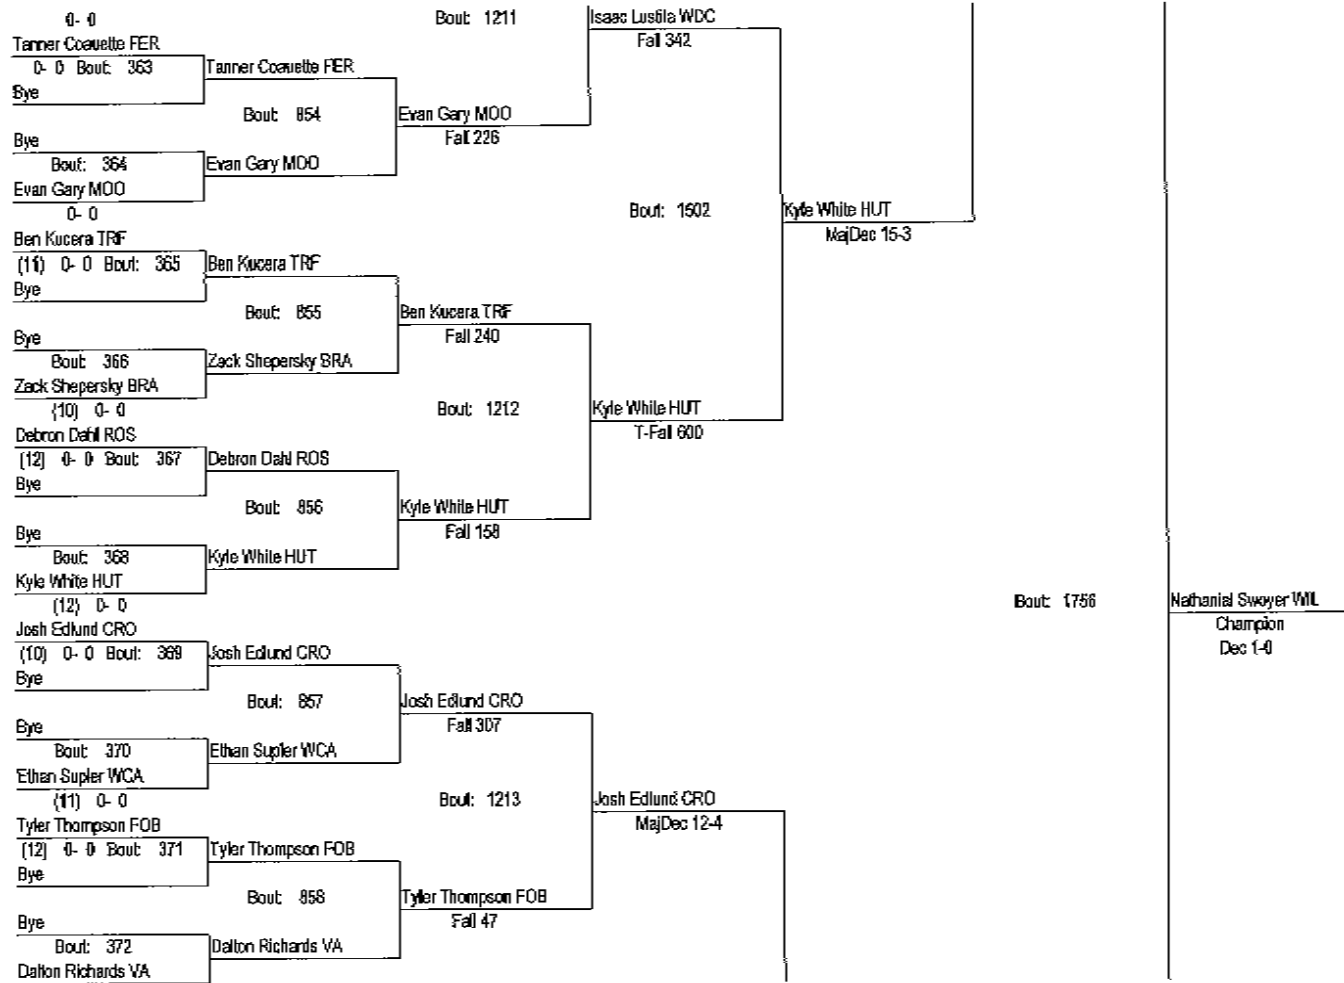 0- 0
Tanner Coauette FER
0- 0 Bout: 363
Bye
Bye
Bout: 364
Evan Gary MOO
0- 0
Ben Kucera TRF
(11) 0- 0 Bout: 365
Bye
Bye
Bout: 366
Zack Shepersky BRA
(10) 0- 0
Debron Dahl ROS
(12) 0- 0 Bout: 367
Bye
Bye
Bout: 368
Kyle White HUT
(12) 0- 0
Josh Edlund CRO
(10) 0- 0 Bout: 369
Bye
Bye
Bout: 370
Ethan Supler WCA
(11) 0- 0
Tyler Thompson FOB
(12) 0- 0 Bout: 371
Bye
Bye
Bout: 372
Dalton Richards VA
Tanner Coauette FER
Bout: 854
Evan Gary MOO
Ben Kucera TRF
Bout: 855
Zack Shepersky BRA
Debron Dahl ROS
Bout: 856
Kyle White HUT
Josh Edlund CRO
Bout: 857
Ethan Supler WCA
Tyler Thompson FOB
Bout: 858
Dalton Richards VA
Bout: 1211
Evan Gary MOO
Fall 226
Ben Kucera TRF
Fall 240
Bout: 1212
Kyle White HUT
Fall 158
Josh Edlund CRO
Fall 307
Bout: 1213
Tyler Thompson FOB
Fall 47
Isaac Lustila WDC
Fall 342
Bout: 1502
Kyle White HUT
T-Fall 600
Josh Edlund CRO
MajDec 12-4
Kyle White HUT
MajDec 15-3
Bout: 1756
Nathanial Swoyer WIL
Champion
Dec 1-0